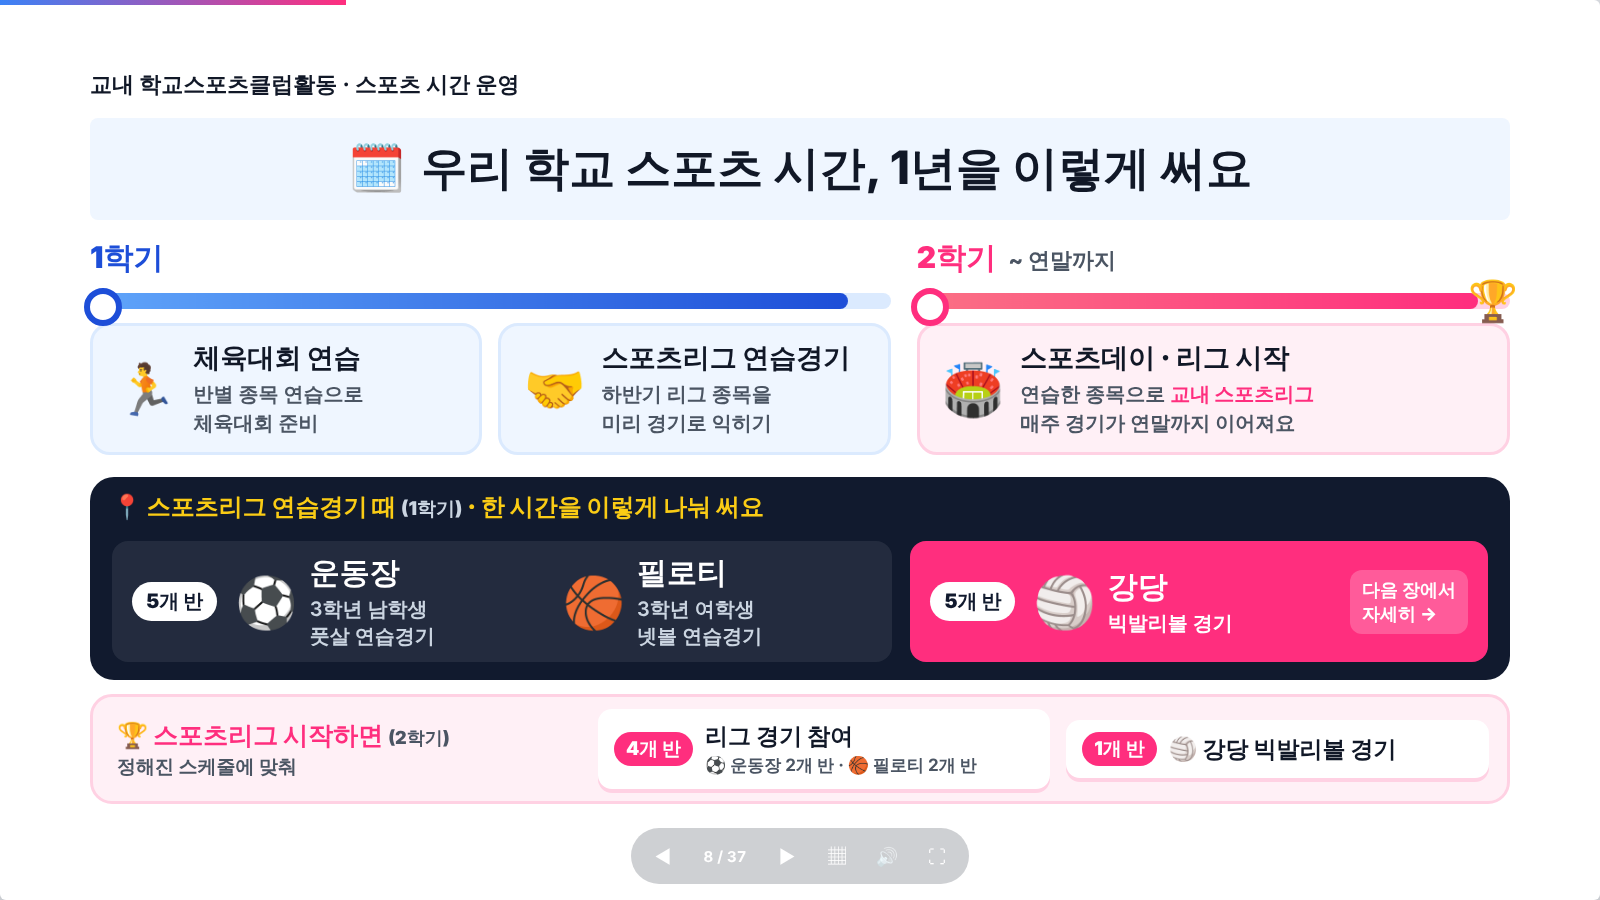 교내 학교스포츠클럽활동 · 스포츠 시간 운영
우리 학교 스포츠 시간, 1년을 이렇게 써요
1학기
2학기 ~ 연말까지
체육대회 연습
반별 종목 연습으로
체육대회 준비
스포츠리그 연습경기
하반기 리그 종목을
미리 경기로 익히기
스포츠데이 · 리그 시작
연습한 종목으로 교내 스포츠리그
매주 경기가 연말까지 이어져요
스포츠리그 연습경기 때 (1학기) · 한 시간을 이렇게 나눠 써요
5개 반
운동장
3학년 남학생
풋살 연습경기
필로티
3학년 여학생
넷볼 연습경기
5개 반
강당
빅발리볼 경기
다음 장에서
자세히 →
스포츠리그 시작하면 (2학기)
정해진 스케줄에 맞춰
4개 반
리그 경기 참여
운동장 2개 반 · 필로티 2개 반
1개 반
강당 빅발리볼 경기
8 / 37